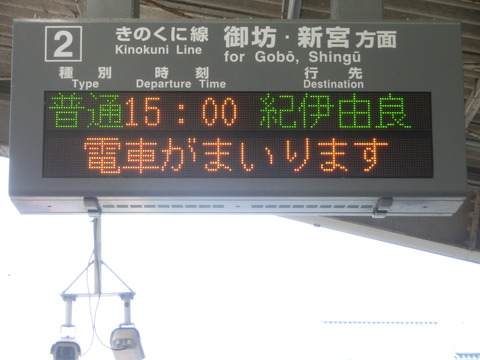 2 きのくに線 御坊・新宮方面
Kinokuni Line for Gobō, Shingū
種別 時刻 行先
Type Departure Time Destination
普通 15:00 紀伊由良
電車がまいります